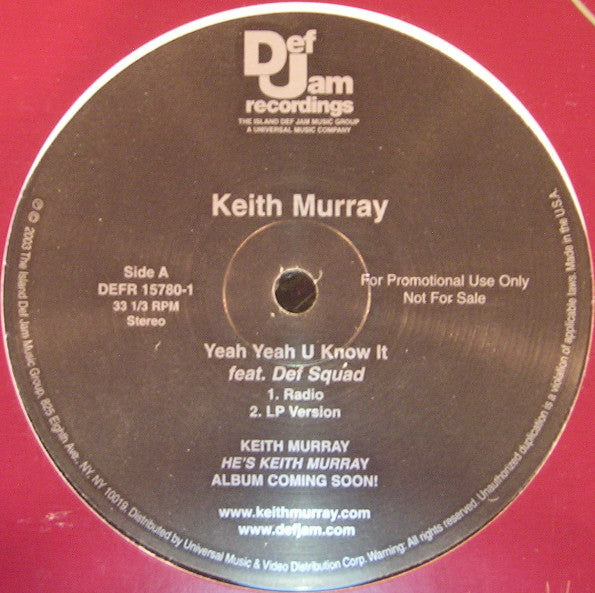 Def
Jam
recordings
THE ISLAND DEF JAM MUSIC GROUP
A UNIVERSAL MUSIC COMPANY
Keith Murray
Side A
DEFR 15780-1
33 1/3 RPM
Stereo
For Promotional Use Only
Not For Sale
Yeah Yeah U Know It
feat. Def Squad
1. Radio
2. LP Version
KEITH MURRAY
HE'S KEITH MURRAY
ALBUM COMING SOON!
www.keithmurray.com
www.defjam.com
℗ © 2003 The Island Def Jam Music Group, 825 Eighth Ave., NY, NY 10019. Distributed by Universal Music & Video Distribution Corp. Warning: All rights reserved. Unauthorized duplication is a violation of applicable laws. Made in the U.S.A.